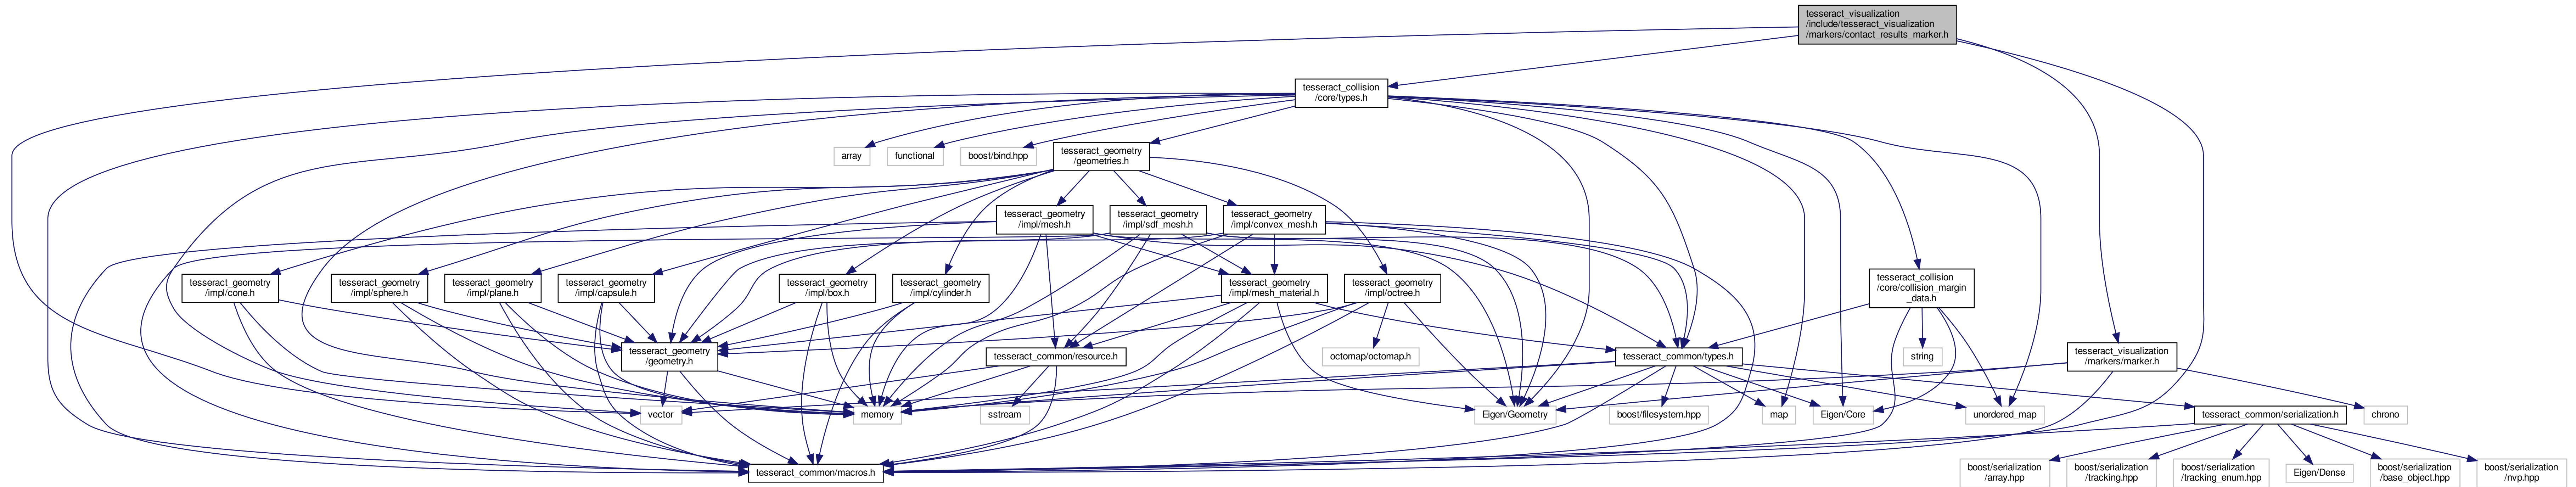 tesseract_visualization
/include/tesseract_visualization
/markers/contact_results_marker.h
tesseract_collision
/core/types.h
array
functional
boost/bind.hpp
tesseract_geometry
/geometries.h
tesseract_geometry
/impl/mesh.h
tesseract_geometry
/impl/sdf_mesh.h
tesseract_geometry
/impl/convex_mesh.h
tesseract_geometry
/impl/cone.h
tesseract_geometry
/impl/sphere.h
tesseract_geometry
/impl/plane.h
tesseract_geometry
/impl/capsule.h
tesseract_geometry
/impl/box.h
tesseract_geometry
/impl/cylinder.h
tesseract_geometry
/impl/mesh_material.h
tesseract_geometry
/impl/octree.h
tesseract_collision
/core/collision_margin
_data.h
tesseract_geometry
/geometry.h
tesseract_common/resource.h
octomap/octomap.h
tesseract_common/types.h
string
tesseract_visualization
/markers/marker.h
vector
memory
sstream
Eigen/Geometry
boost/filesystem.hpp
map
Eigen/Core
unordered_map
tesseract_common/serialization.h
chrono
tesseract_common/macros.h
boost/serialization
/array.hpp
boost/serialization
/tracking.hpp
boost/serialization
/tracking_enum.hpp
Eigen/Dense
boost/serialization
/base_object.hpp
boost/serialization
/nvp.hpp